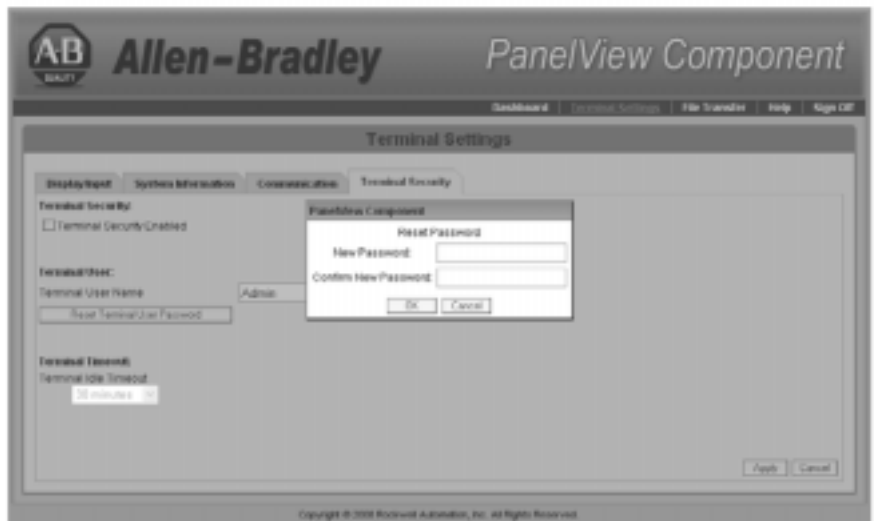 AB
QUALITY
Allen-Bradley
PanelView Component
Dashboard | Terminal Settings | File Transfer | Help | Sign Off
Terminal Settings
Display/Input
System Information
Communication
Terminal Security
Terminal Security:
Terminal Security Enabled
PanelView Component
Reset Password
New Password:
Confirm New Password:
OK
Cancel
Terminal User:
Terminal User Name
Admin
Reset Terminal User Password
Terminal Timeout:
Terminal Idle Timeout
30 minutes
Apply
Cancel
Copyright © 2008 Rockwell Automation, Inc. All Rights Reserved.